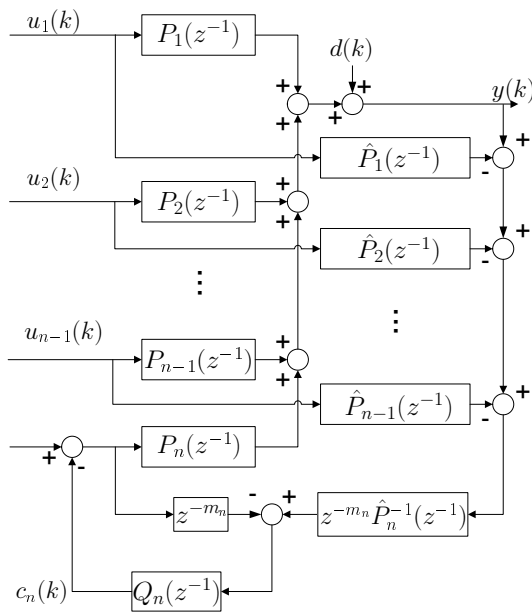 u₁(k)
P₁(z⁻¹)
d(k)
+
+
+
+
y(k)
+
P̂₁(z⁻¹)
-
u₂(k)
P₂(z⁻¹)
+
+
+
P̂₂(z⁻¹)
-
⋮
⋮
uₙ₋₁(k)
Pₙ₋₁(z⁻¹)
+
+
+
P̂ₙ₋₁(z⁻¹)
-
+
-
Pₙ(z⁻¹)
z^{-mₙ}
-
+
z^{-mₙ}P̂ₙ⁻¹(z⁻¹)
cₙ(k)
Qₙ(z⁻¹)